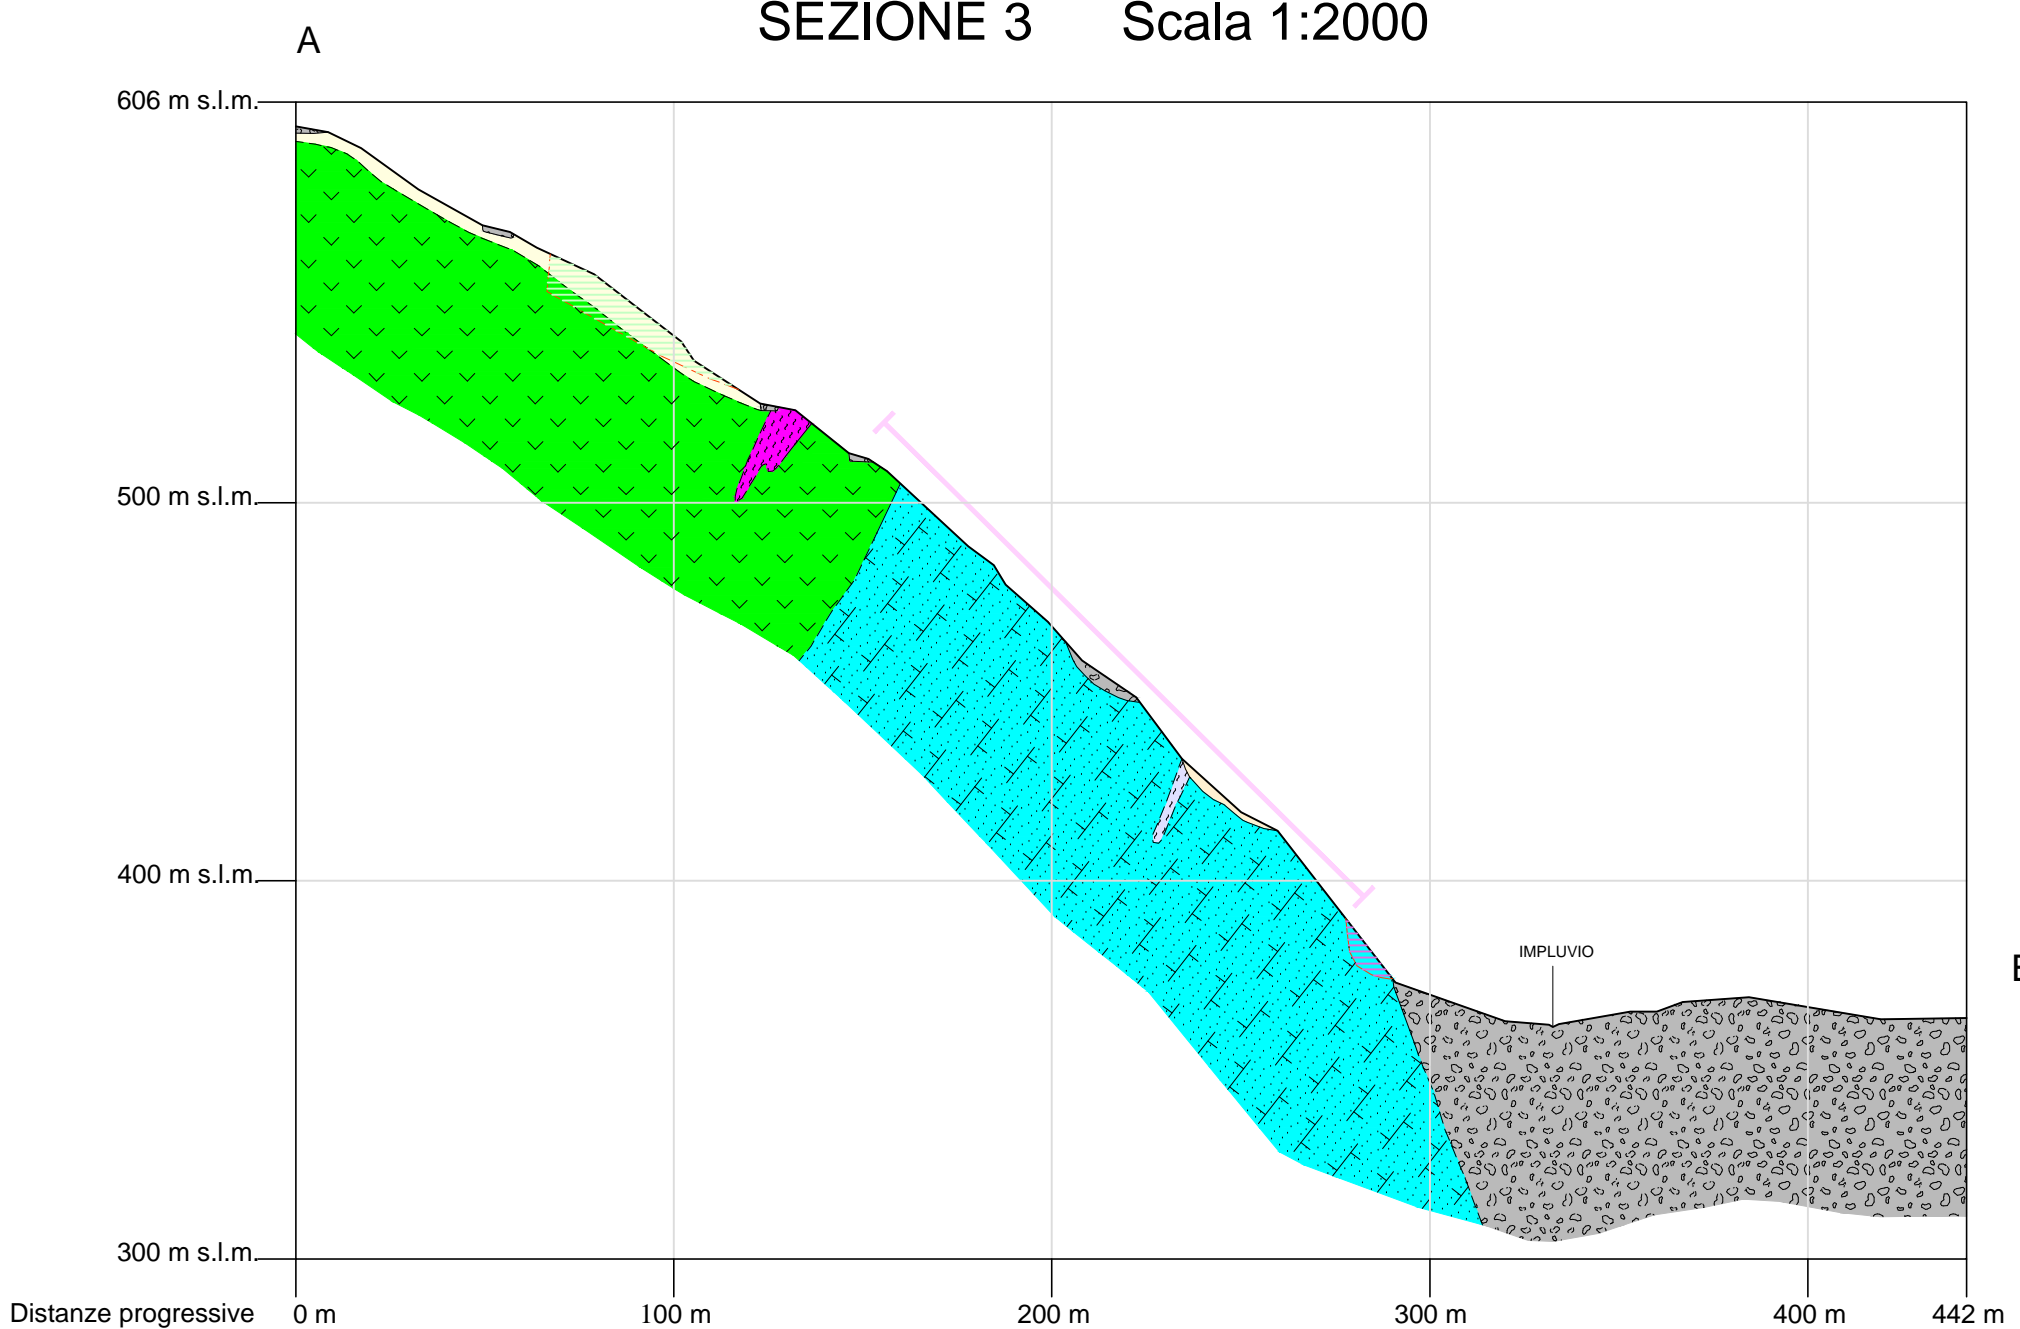 SEZIONE 3 Scala 1:2000
A
606 m s.l.m.
500 m s.l.m.
400 m s.l.m.
IMPLUVIO
300 m s.l.m.
Distanze progressive 0 m 100 m 200 m 300 m 400 m 442 m